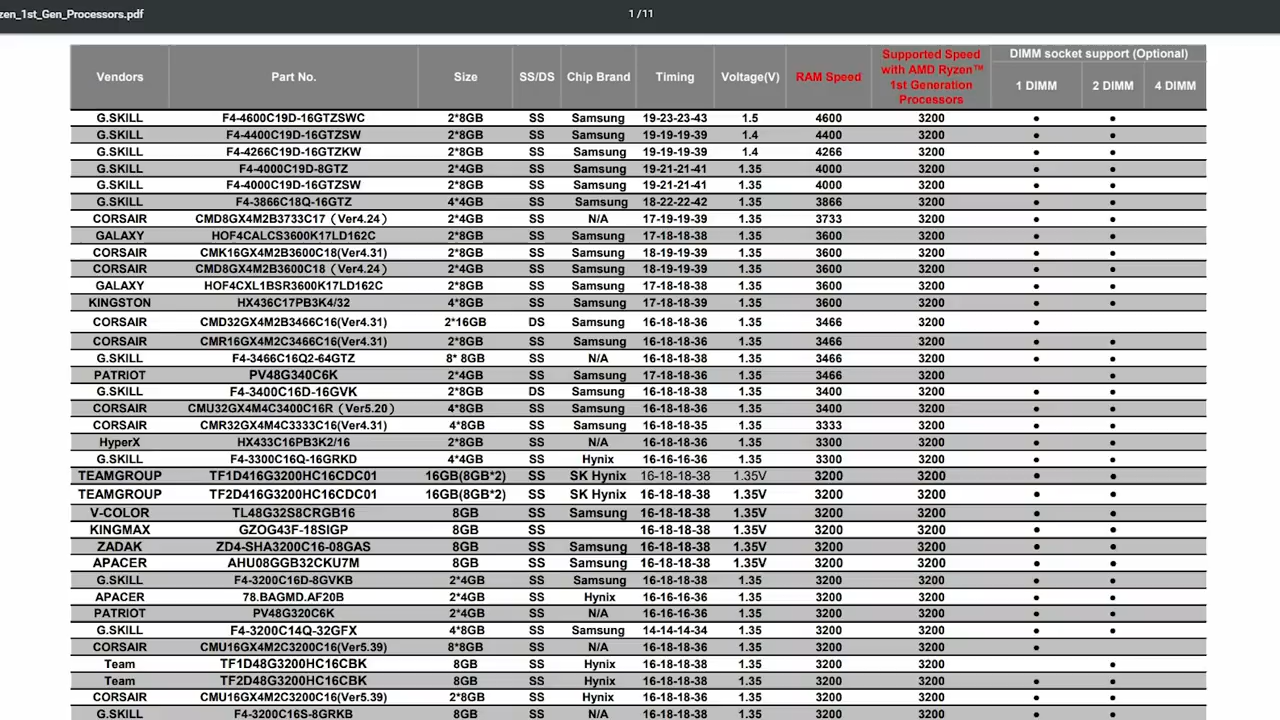 zen_1st_Gen_Processors.pdf 1 / 11
Vendors Part No. Size SS/DS Chip Brand Timing Voltage(V) RAM Speed Supported Speed with AMD Ryzen™ 1st Generation Processors DIMM socket support (Optional) 1 DIMM 2 DIMM 4 DIMM
G.SKILL F4-4600C19D-16GTZSWC 2*8GB SS Samsung 19-23-23-43 1.5 4600 3200 • •
G.SKILL F4-4400C19D-16GTZSW 2*8GB SS Samsung 19-19-19-39 1.4 4400 3200 • •
G.SKILL F4-4266C19D-16GTZKW 2*8GB SS Samsung 19-19-19-39 1.4 4266 3200 • •
G.SKILL F4-4000C19D-8GTZ 2*4GB SS Samsung 19-21-21-41 1.35 4000 3200 • •
G.SKILL F4-4000C19D-16GTZSW 2*8GB SS Samsung 19-21-21-41 1.35 4000 3200 • •
G.SKILL F4-3866C18Q-16GTZ 4*4GB SS Samsung 18-22-22-42 1.35 3866 3200 • •
CORSAIR CMD8GX4M2B3733C17（Ver4.24） 2*4GB SS N/A 17-19-19-39 1.35 3733 3200 • •
GALAXY HOF4CALCS3600K17LD162C 2*8GB SS Samsung 17-18-18-38 1.35 3600 3200 • •
CORSAIR CMK16GX4M2B3600C18(Ver4.31) 2*8GB SS Samsung 18-19-19-39 1.35 3600 3200 • •
CORSAIR CMD8GX4M2B3600C18（Ver4.24） 2*4GB SS Samsung 18-19-19-39 1.35 3600 3200 • •
GALAXY HOF4CXL1BSR3600K17LD162C 2*8GB SS Samsung 17-18-18-38 1.35 3600 3200 • •
KINGSTON HX436C17PB3K4/32 4*8GB SS Samsung 17-18-18-39 1.35 3600 3200 • •
CORSAIR CMD32GX4M2B3466C16(Ver4.31) 2*16GB DS Samsung 16-18-18-36 1.35 3466 3200 •
CORSAIR CMR16GX4M2C3466C16(Ver4.31) 2*8GB SS Samsung 16-18-18-36 1.35 3466 3200 • •
G.SKILL F4-3466C16Q2-64GTZ 8* 8GB SS N/A 16-18-18-38 1.35 3466 3200 • •
PATRIOT PV48G340C6K 2*4GB SS Samsung 17-18-18-36 1.35 3466 3200 •
G.SKILL F4-3400C16D-16GVK 2*8GB DS Samsung 16-18-18-38 1.35 3400 3200 • •
CORSAIR CMU32GX4M4C3400C16R（Ver5.20） 4*8GB SS Samsung 16-18-18-36 1.35 3400 3200 • •
CORSAIR CMR32GX4M4C3333C16(Ver4.31) 4*8GB SS Samsung 16-18-18-35 1.35 3333 3200 • •
HyperX HX433C16PB3K2/16 2*8GB SS N/A 16-18-18-36 1.35 3300 3200 • •
G.SKILL F4-3300C16Q-16GRKD 4*4GB SS Hynix 16-16-16-36 1.35 3300 3200 • •
TEAMGROUP TF1D416G3200HC16CDC01 16GB(8GB*2) SS SK Hynix 16-18-18-38 1.35V 3200 3200 • •
TEAMGROUP TF2D416G3200HC16CDC01 16GB(8GB*2) SS SK Hynix 16-18-18-38 1.35V 3200 3200 • •
V-COLOR TL48G32S8CRGB16 8GB SS Samsung 16-18-18-38 1.35V 3200 3200 • •
KINGMAX GZOG43F-18SIGP 8GB SS 16-18-18-38 1.35V 3200 3200 • •
ZADAK ZD4-SHA3200C16-08GAS 8GB SS Samsung 16-18-18-38 1.35V 3200 3200 • •
APACER AHU08GGB32CKU7M 8GB SS Samsung 16-18-18-38 1.35V 3200 3200 • •
G.SKILL F4-3200C16D-8GVKB 2*4GB SS Samsung 16-18-18-38 1.35 3200 3200 • •
APACER 78.BAGMD.AF20B 2*4GB SS Hynix 16-16-16-36 1.35 3200 3200 • •
PATRIOT PV48G320C6K 2*4GB SS N/A 16-16-16-36 1.35 3200 3200 • •
G.SKILL F4-3200C14Q-32GFX 4*8GB SS Samsung 14-14-14-34 1.35 3200 3200 • •
CORSAIR CMU16GX4M2C3200C16(Ver5.39) 8*8GB SS N/A 16-18-18-36 1.35 3200 3200 •
Team TF1D48G3200HC16CBK 8GB SS Hynix 16-18-18-38 1.35 3200 3200 •
Team TF2D48G3200HC16CBK 8GB SS Hynix 16-18-18-38 1.35 3200 3200 • •
CORSAIR CMU16GX4M2C3200C16(Ver5.39) 2*8GB SS Hynix 16-18-18-36 1.35 3200 3200 • •
G.SKILL F4-3200C16S-8GRKB 8GB SS N/A 16-18-18-38 1.35 3200 3200 • •